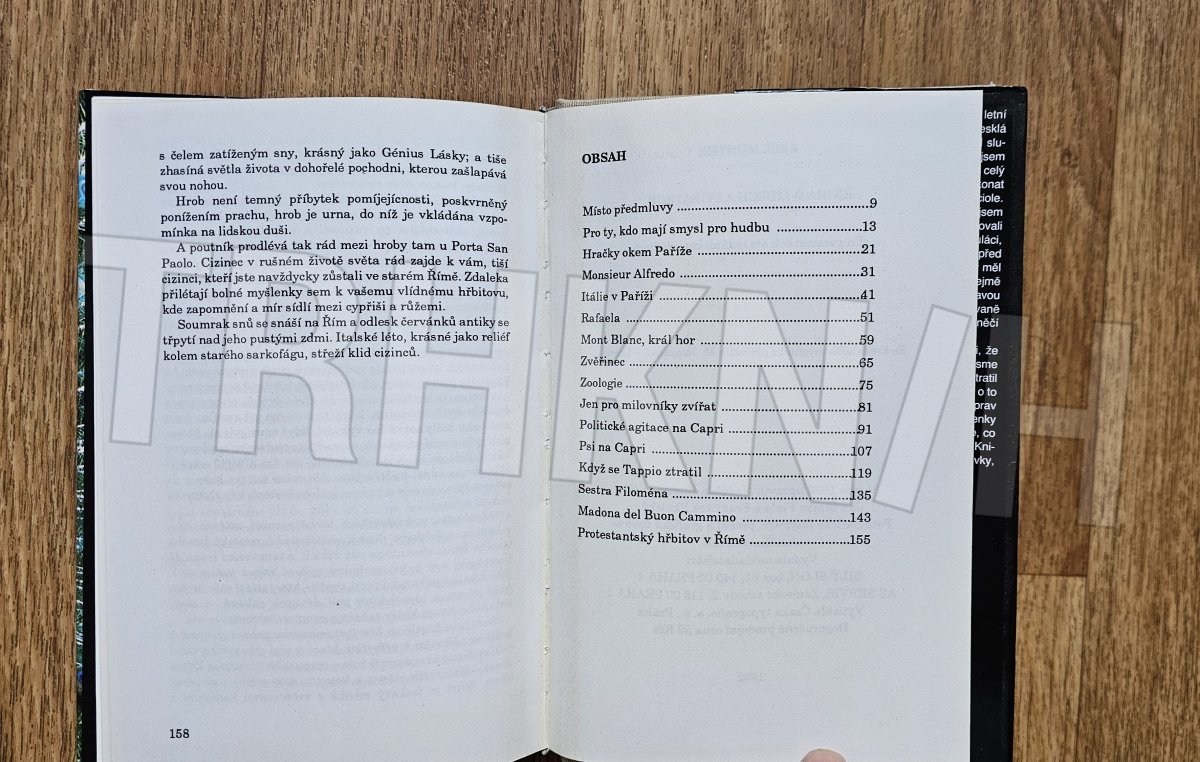 s čelem zatíženým sny, krásný jako Génius Lásky; a tiše
zhasíná světla života v dohořelé pochodni, kterou zašlapává
svou nohou.
Hrob není temný příbytek pomíjejícnosti, poskvrněný
ponížením prachu, hrob je urna, do níž je vkládána vzpo-
mínka na lidskou duši.
A poutník prodlévá tak rád mezi hroby tam u Porta San
Paolo. Cizinec v rušném životě světa rád zajde k vám, tiší
cizinci, kteří jste navždycky zůstali ve starém Římě. Zdaleka
přilétají bolné myšlenky sem k vašemu vlídnému hřbitovu,
kde zapomnění a mír sídlí mezi cypřiši a růžemi.
Soumrak snů se snáší na Řím a odlesk červánků antiky se
třpytí nad jeho pustými zdmi. Italské léto, krásné jako reliéf
kolem starého sarkofágu, střeží klid cizinců.
158
OBSAH
Místo předmluvy ... 9
Pro ty, kdo mají smysl pro hudbu ... 13
Hračky okem Paříže ... 21
Monsieur Alfredo ... 31
Itálie v Paříži ... 41
Rafaela ... 51
Mont Blanc, král hor ... 59
Zvěřinec ... 65
Zoologie ... 75
Jen pro milovníky zvířat ... 81
Politické agitace na Capri ... 91
Psi na Capri ... 107
Když se Tappio ztratil ... 119
Sestra Filoména ... 135
Madona del Buon Cammino ... 143
Protestantský hřbitov v Římě ... 155
letní
celý
měl
, že
o to
, co
TRHKNIH